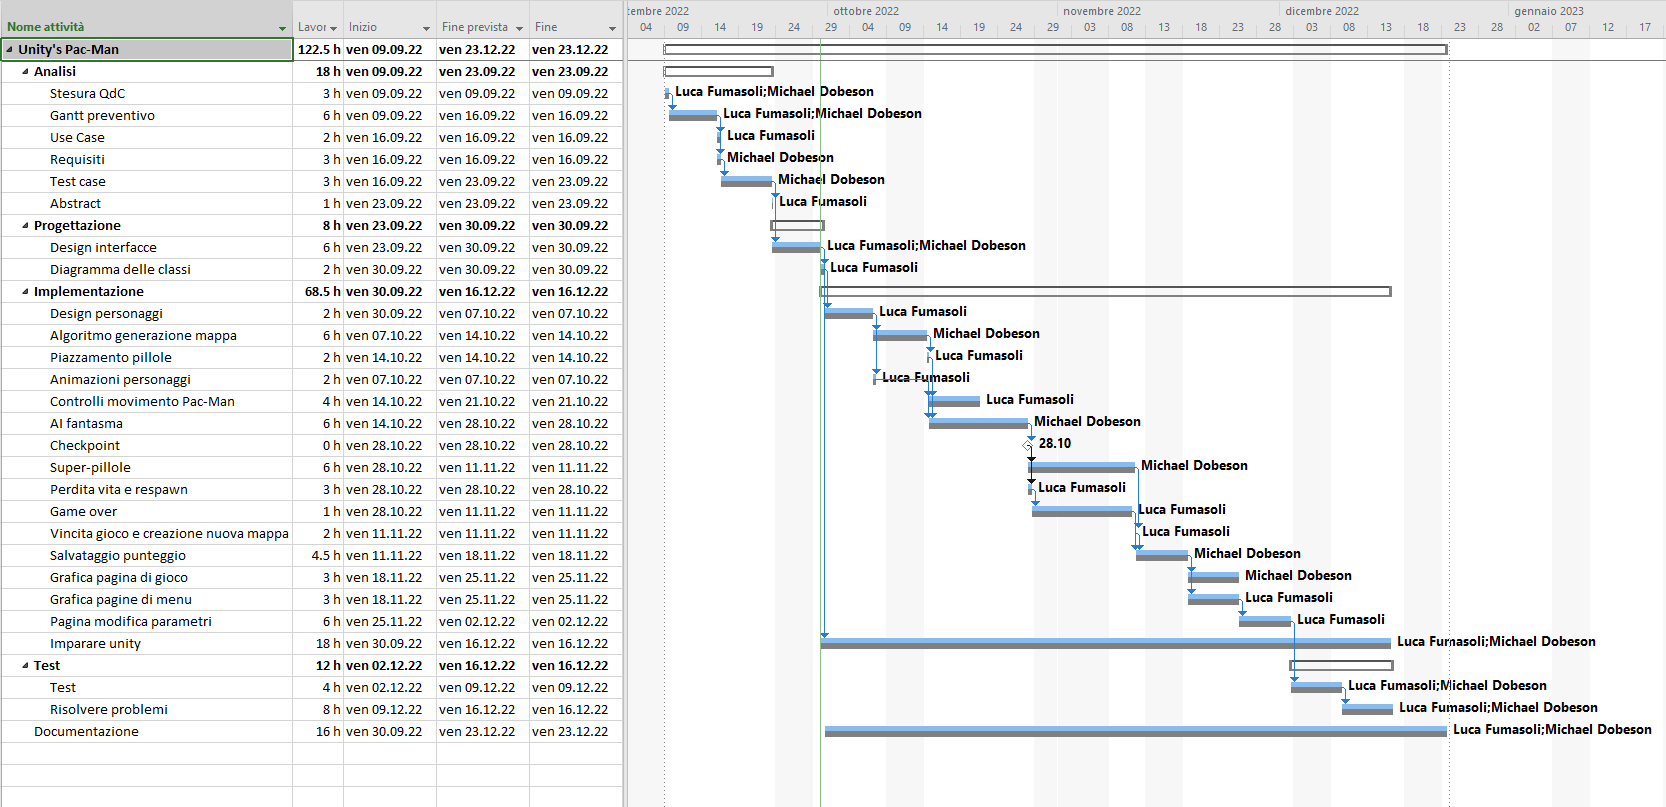 tembre 2022 ottobre 2022 novembre 2022 dicembre 2022 gennaio 2023
Nome attività Lavor Inizio Fine prevista Fine 04 09 14 19 24 29 04 09 14 19 24 29 03 08 13 18 23 28 03 08 13 18 23 28 02 07 12 17
Unity's Pac-Man 122.5 h ven 09.09.22 ven 23.12.22 ven 23.12.22
Analisi 18 h ven 09.09.22 ven 23.09.22 ven 23.09.22
Stesura QdC 3 h ven 09.09.22 ven 09.09.22 ven 09.09.22 Luca Fumasoli;Michael Dobeson
Gantt preventivo 6 h ven 09.09.22 ven 16.09.22 ven 16.09.22 Luca Fumasoli;Michael Dobeson
Use Case 2 h ven 16.09.22 ven 16.09.22 ven 16.09.22 Luca Fumasoli
Requisiti 3 h ven 16.09.22 ven 16.09.22 ven 16.09.22 Michael Dobeson
Test case 3 h ven 16.09.22 ven 23.09.22 ven 23.09.22 Michael Dobeson
Abstract 1 h ven 23.09.22 ven 23.09.22 ven 23.09.22 Luca Fumasoli
Progettazione 8 h ven 23.09.22 ven 30.09.22 ven 30.09.22
Design interfacce 6 h ven 23.09.22 ven 30.09.22 ven 30.09.22 Luca Fumasoli;Michael Dobeson
Diagramma delle classi 2 h ven 30.09.22 ven 30.09.22 ven 30.09.22 Luca Fumasoli
Implementazione 68.5 h ven 30.09.22 ven 16.12.22 ven 16.12.22
Design personaggi 2 h ven 30.09.22 ven 07.10.22 ven 07.10.22 Luca Fumasoli
Algoritmo generazione mappa 6 h ven 07.10.22 ven 14.10.22 ven 14.10.22 Michael Dobeson
Piazzamento pillole 2 h ven 14.10.22 ven 14.10.22 ven 14.10.22 Luca Fumasoli
Animazioni personaggi 2 h ven 07.10.22 ven 07.10.22 ven 07.10.22 Luca Fumasoli
Controlli movimento Pac-Man 4 h ven 14.10.22 ven 21.10.22 ven 21.10.22 Luca Fumasoli
AI fantasma 6 h ven 14.10.22 ven 28.10.22 ven 28.10.22 Michael Dobeson
Checkpoint 0 h ven 28.10.22 ven 28.10.22 ven 28.10.22 28.10
Super-pillole 6 h ven 28.10.22 ven 11.11.22 ven 11.11.22 Michael Dobeson
Perdita vita e respawn 3 h ven 28.10.22 ven 28.10.22 ven 28.10.22 Luca Fumasoli
Game over 1 h ven 28.10.22 ven 11.11.22 ven 11.11.22 Luca Fumasoli
Vincita gioco e creazione nuova mappa 2 h ven 11.11.22 ven 11.11.22 ven 11.11.22 Luca Fumasoli
Salvataggio punteggio 4.5 h ven 11.11.22 ven 18.11.22 ven 18.11.22 Michael Dobeson
Grafica pagina di gioco 3 h ven 18.11.22 ven 25.11.22 ven 25.11.22 Michael Dobeson
Grafica pagine di menu 3 h ven 18.11.22 ven 25.11.22 ven 25.11.22 Luca Fumasoli
Pagina modifica parametri 6 h ven 25.11.22 ven 02.12.22 ven 02.12.22 Luca Fumasoli
Imparare unity 18 h ven 30.09.22 ven 16.12.22 ven 16.12.22 Luca Fumasoli;Michael Dobeson
Test 12 h ven 02.12.22 ven 16.12.22 ven 16.12.22
Test 4 h ven 02.12.22 ven 09.12.22 ven 09.12.22 Luca Fumasoli;Michael Dobeson
Risolvere problemi 8 h ven 09.12.22 ven 16.12.22 ven 16.12.22 Luca Fumasoli;Michael Dobeson
Documentazione 16 h ven 30.09.22 ven 23.12.22 ven 23.12.22 Luca Fumasoli;Michael Dobeson